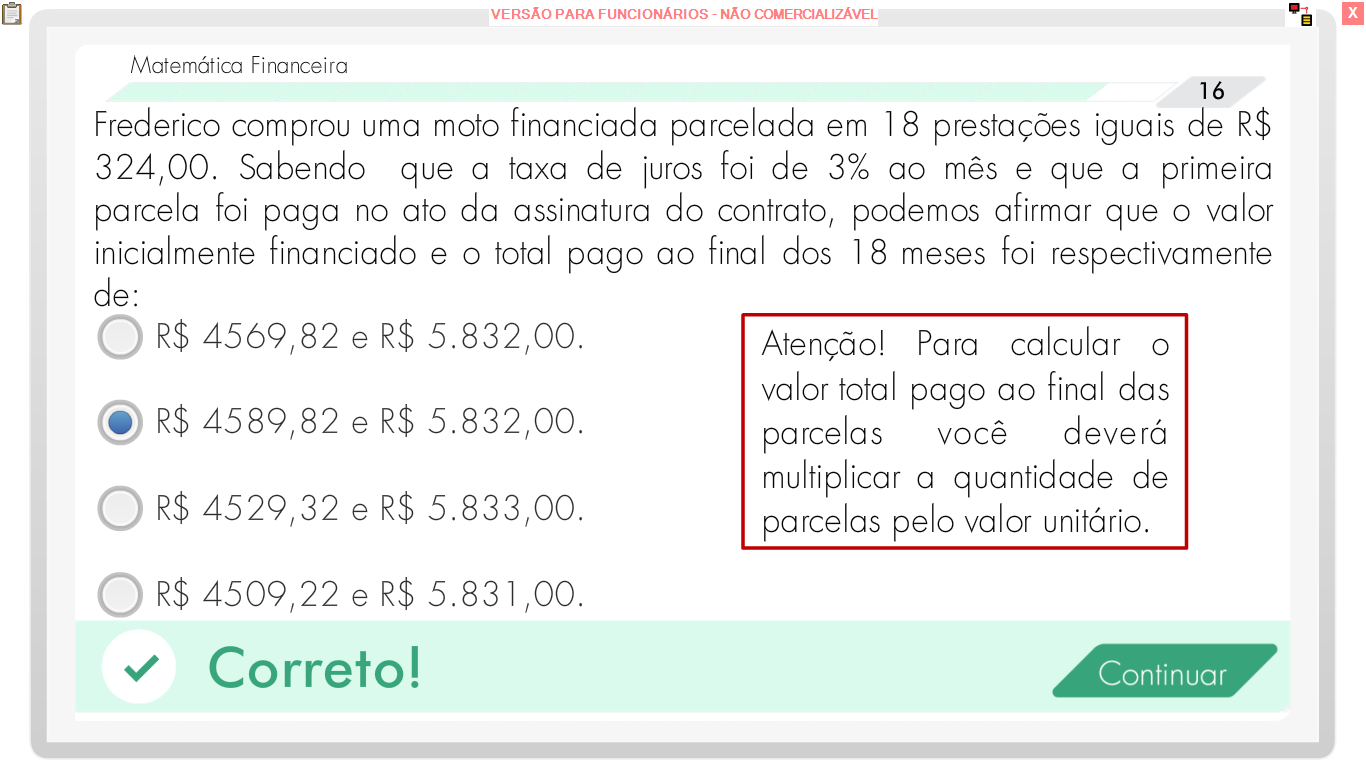 VERSÃO PARA FUNCIONÁRIOS - NÃO COMERCIALIZÁVEL
X
Matemática Financeira
16
Frederico comprou uma moto financiada parcelada em 18 prestações iguais de R$
324,00. Sabendo que a taxa de juros foi de 3% ao mês e que a primeira
parcela foi paga no ato da assinatura do contrato, podemos afirmar que o valor
inicialmente financiado e o total pago ao final dos 18 meses foi respectivamente
de:
R$ 4569,82 e R$ 5.832,00.
R$ 4589,82 e R$ 5.832,00.
R$ 4529,32 e R$ 5.833,00.
R$ 4509,22 e R$ 5.831,00.
Atenção! Para calcular o
valor total pago ao final das
parcelas você deverá
multiplicar a quantidade de
parcelas pelo valor unitário.
Correto!
Continuar